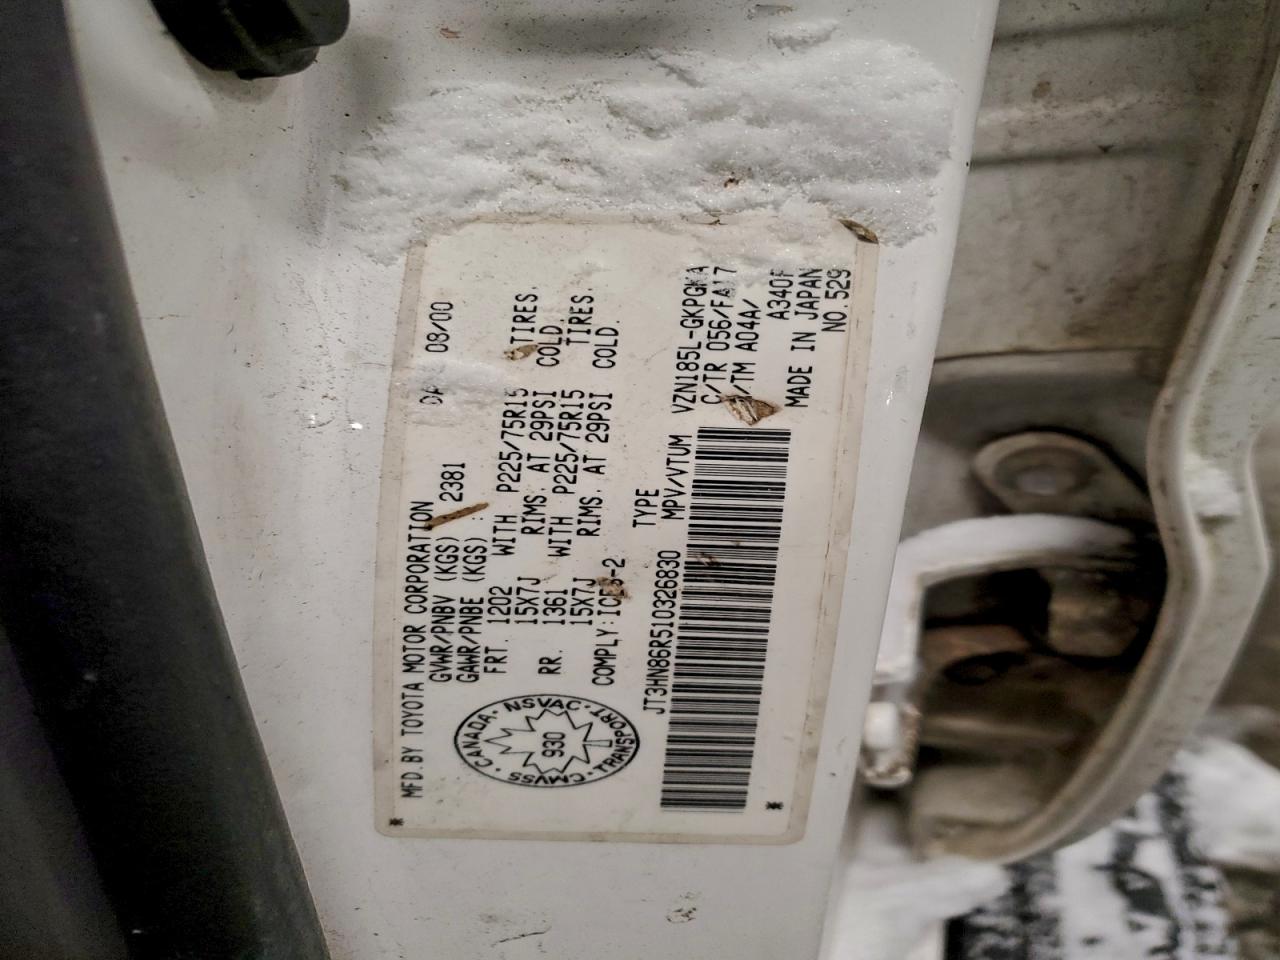 MFD. BY TOYOTA MOTOR CORPORATION 08/00
GVWR/PNBV (KGS) 2381
GAWR/PNBE (KGS) :
FRT. 1202 WITH P225/75R15 TIRES,
15X7J RIMS, AT 29PSI COLD,
RR. 1361 WITH P225/75R15 TIRES,
15X7J RIMS, AT 29PSI COLD.
COMPLY: -2
CANADA · NSVAC · TRANSPORT · CMVSS
930
TYPE
JT3HN86R510326830 MPV/VTUM VZN185L-GKPGKA
C/TR 056/FA17
/TM A04A/
A340F
MADE IN JAPAN
NO.529